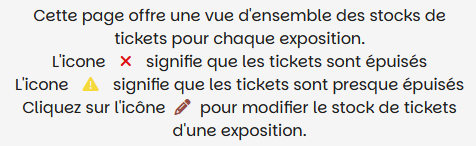 Cette page offre une vue d'ensemble des stocks de
tickets pour chaque exposition.
L'icone ❌ signifie que les tickets sont épuisés
L'icone ⚠ signifie que les tickets sont presque épuisés
Cliquez sur l'icône ✏ pour modifier le stock de tickets
d'une exposition.